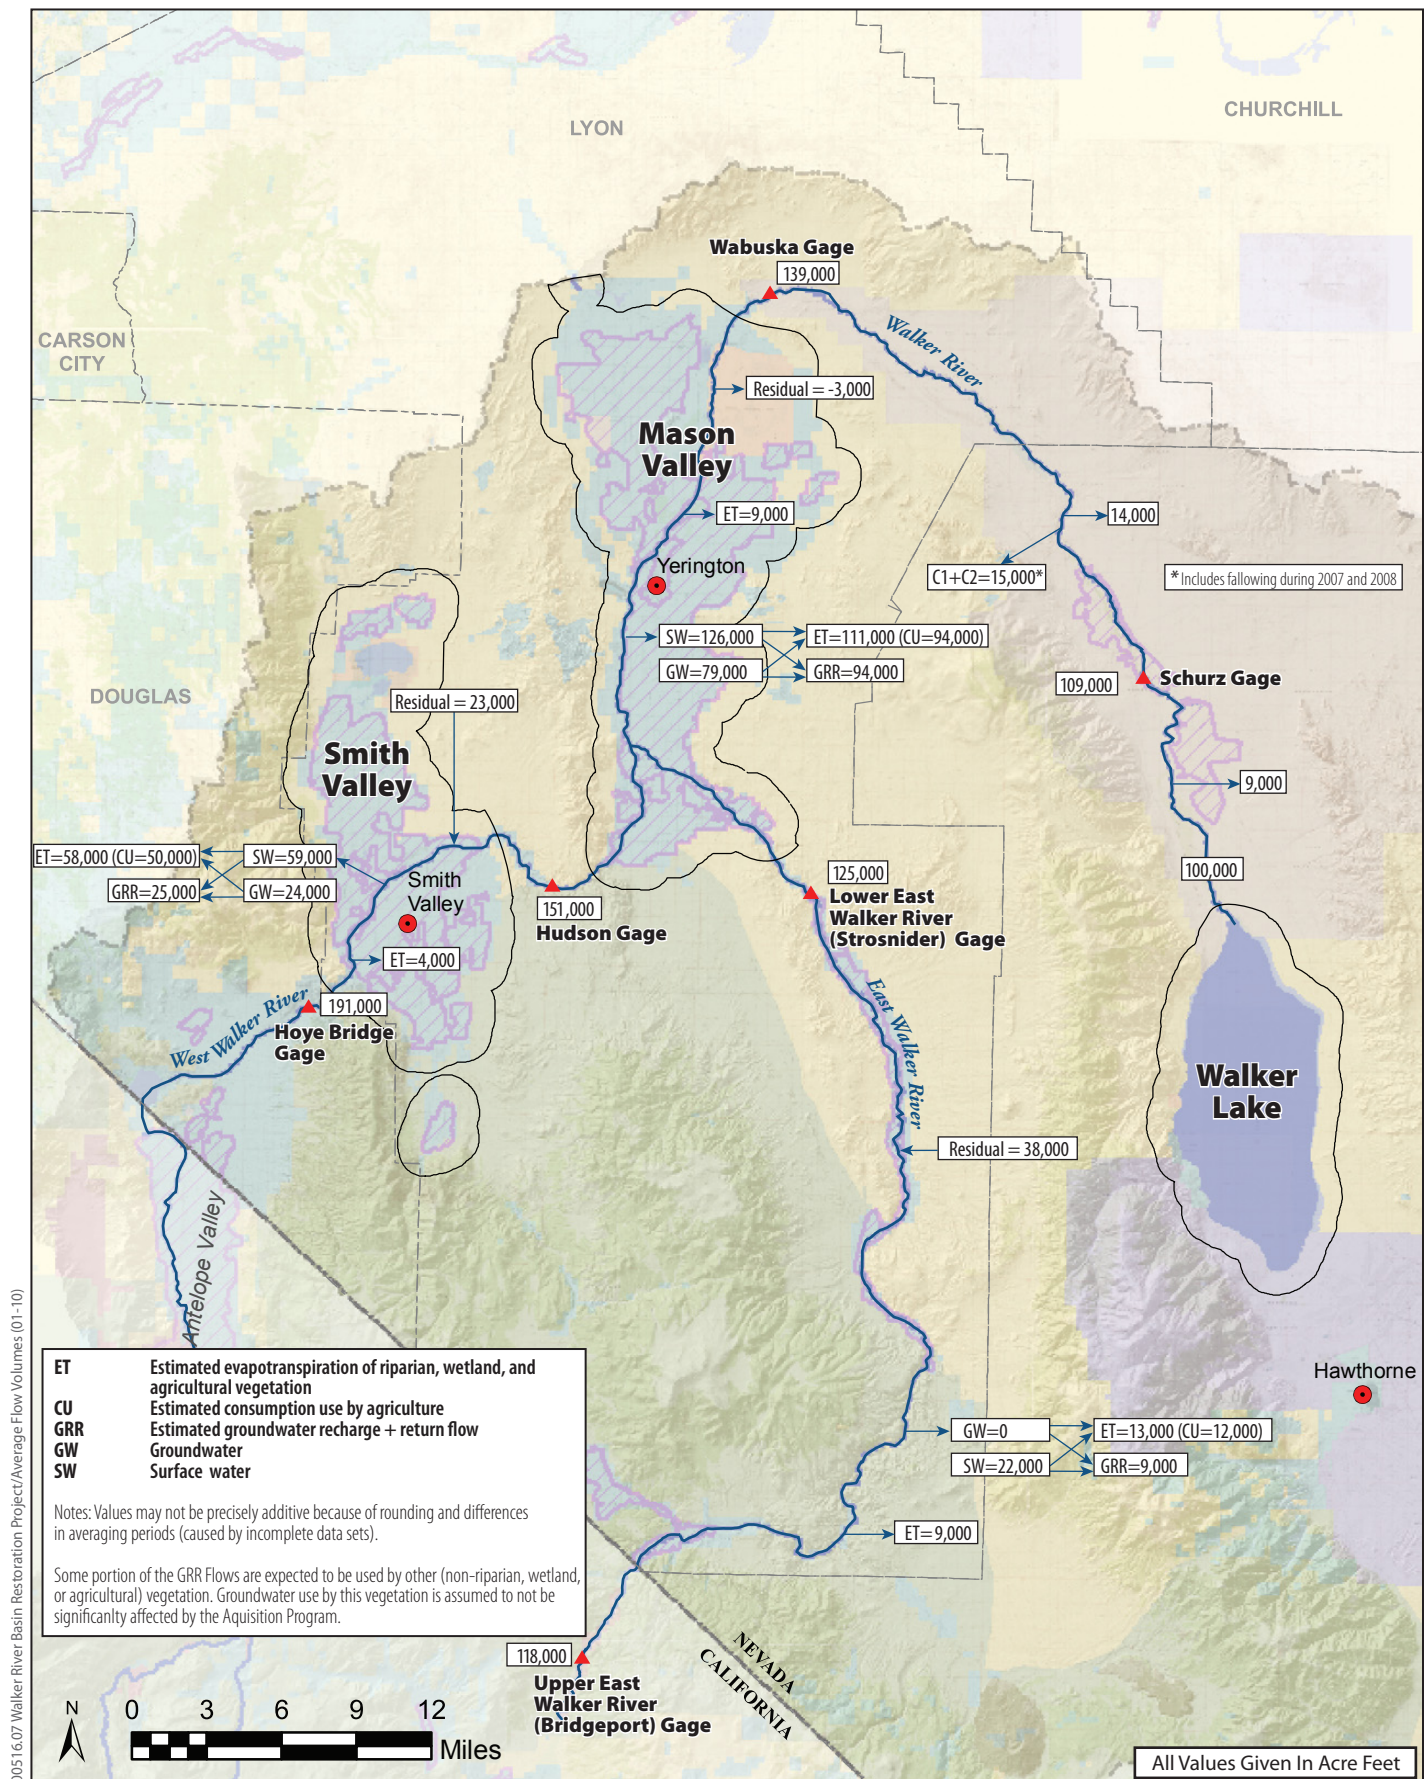 LYON
CHURCHILL
Wabuska Gage
139,000
CARSON
CITY
Walker River
Residual = -3,000
Mason
Valley
ET=9,000
14,000
Yerington
C1+C2=15,000*
* Includes fallowing during 2007 and 2008
SW=126,000
ET=111,000 (CU=94,000)
GW=79,000
GRR=94,000
109,000
Schurz Gage
DOUGLAS
Residual = 23,000
Smith
Valley
9,000
ET=58,000 (CU=50,000)
SW=59,000
GRR=25,000
GW=24,000
Smith
Valley
151,000
Hudson Gage
125,000
Lower East
Walker River
(Strosnider) Gage
100,000
ET=4,000
191,000
Hoye Bridge
Gage
West Walker River
East Walker River
Walker
Lake
Residual = 38,000
Antelope Valley
Hawthorne
ET Estimated evapotranspiration of riparian, wetland, and
agricultural vegetation
CU Estimated consumption use by agriculture
GRR Estimated groundwater recharge + return flow
GW Groundwater
SW Surface water
Notes: Values may not be precisely additive because of rounding and differences
in averaging periods (caused by incomplete data sets).
Some portion of the GRR Flows are expected to be used by other (non-riparian, wetland,
or agricultural) vegetation. Groundwater use by this vegetation is assumed to not be
significanlty affected by the Aquisition Program.
GW=0
ET=13,000 (CU=12,000)
SW=22,000
GRR=9,000
ET=9,000
118,000
Upper East
Walker River
(Bridgeport) Gage
NEVADA
CALIFORNIA
N
0 3 6 9 12
Miles
All Values Given In Acre Feet
00516.07 Walker River Basin Restoration Project/Average Flow Volumes (01-10)